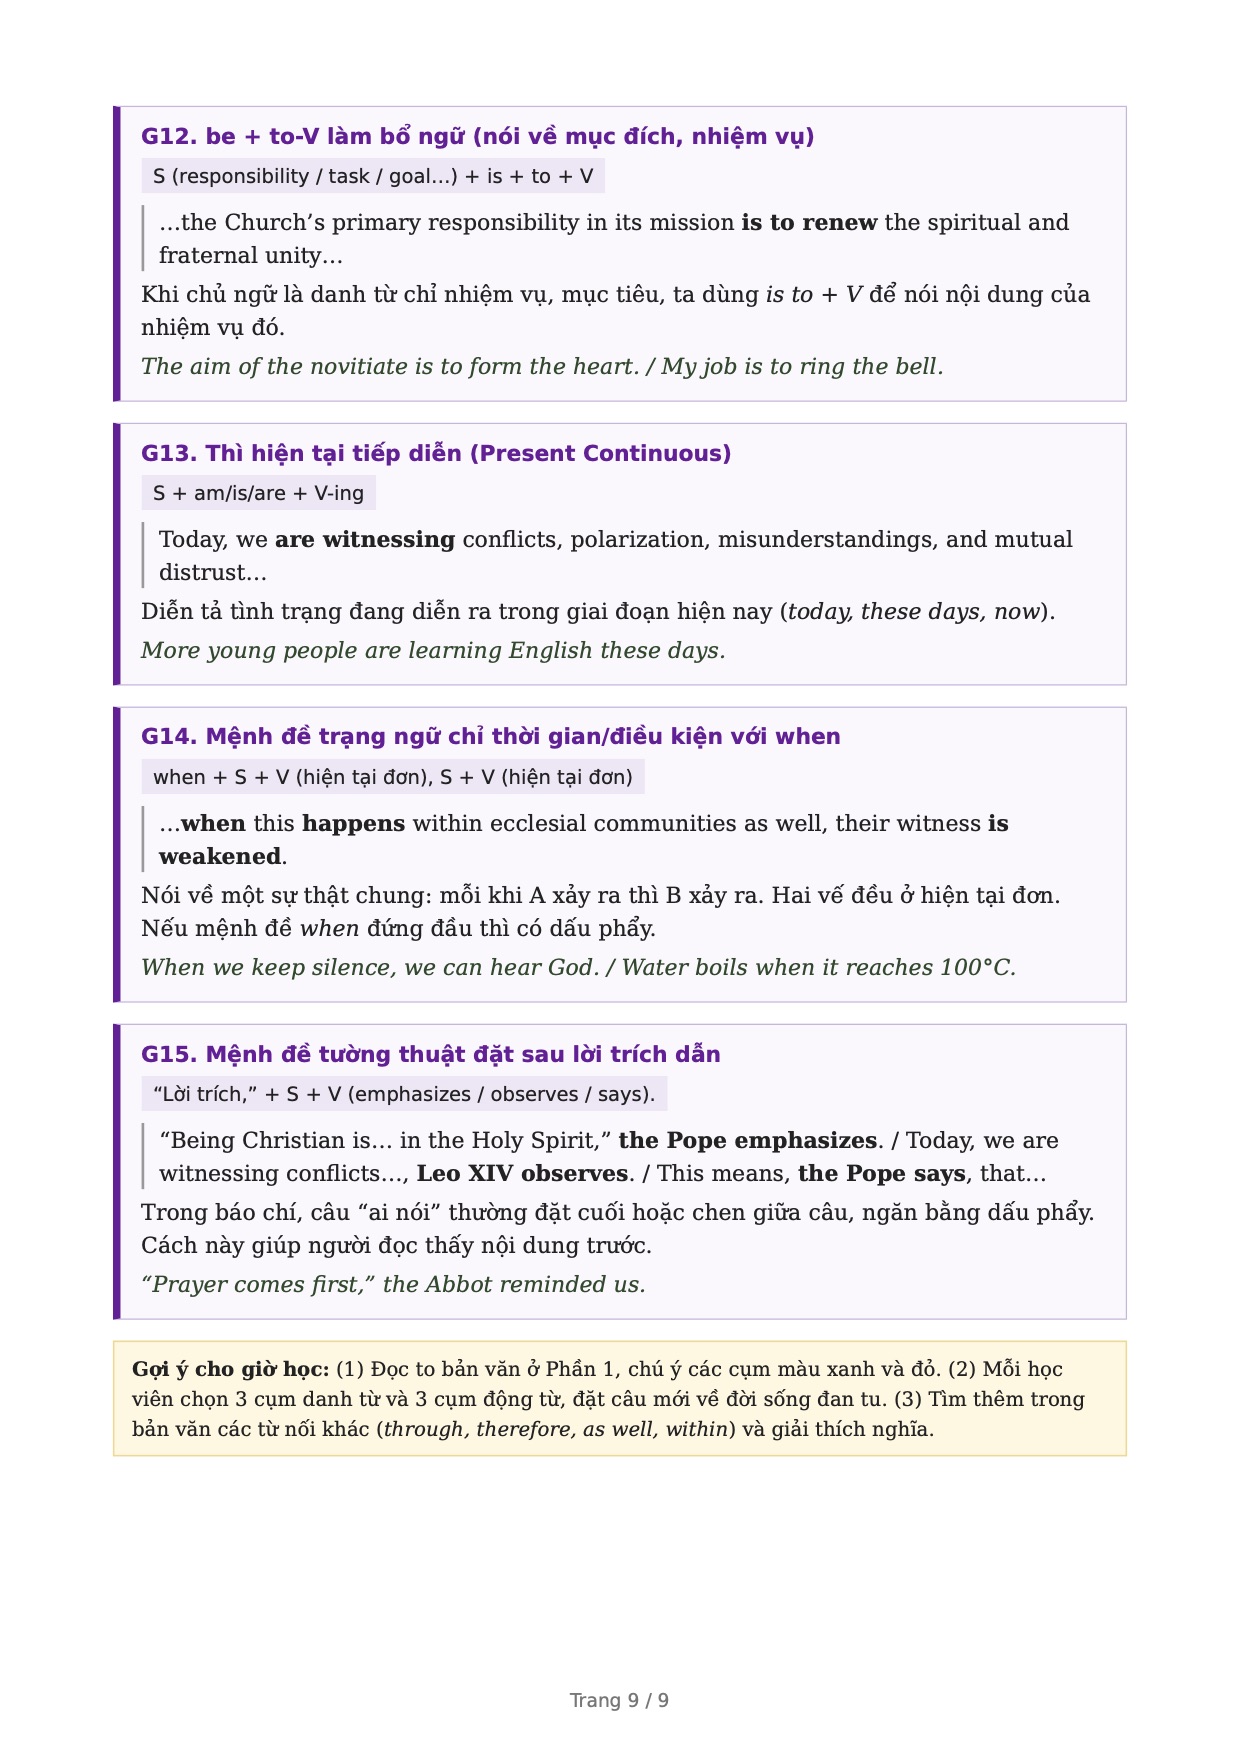 G12. be + to-V làm bổ ngữ (nói về mục đích, nhiệm vụ)
S (responsibility / task / goal…) + is + to + V
…the Church’s primary responsibility in its mission is to renew the spiritual and
fraternal unity…
Khi chủ ngữ là danh từ chỉ nhiệm vụ, mục tiêu, ta dùng is to + V để nói nội dung của
nhiệm vụ đó.
The aim of the novitiate is to form the heart. / My job is to ring the bell.
G13. Thì hiện tại tiếp diễn (Present Continuous)
S + am/is/are + V-ing
Today, we are witnessing conflicts, polarization, misunderstandings, and mutual
distrust…
Diễn tả tình trạng đang diễn ra trong giai đoạn hiện nay (today, these days, now).
More young people are learning English these days.
G14. Mệnh đề trạng ngữ chỉ thời gian/điều kiện với when
when + S + V (hiện tại đơn), S + V (hiện tại đơn)
…when this happens within ecclesial communities as well, their witness is
weakened.
Nói về một sự thật chung: mỗi khi A xảy ra thì B xảy ra. Hai vế đều ở hiện tại đơn.
Nếu mệnh đề when đứng đầu thì có dấu phẩy.
When we keep silence, we can hear God. / Water boils when it reaches 100°C.
G15. Mệnh đề tường thuật đặt sau lời trích dẫn
“Lời trích,” + S + V (emphasizes / observes / says).
“Being Christian is… in the Holy Spirit,” the Pope emphasizes. / Today, we are
witnessing conflicts…, Leo XIV observes. / This means, the Pope says, that…
Trong báo chí, câu “ai nói” thường đặt cuối hoặc chen giữa câu, ngăn bằng dấu phẩy.
Cách này giúp người đọc thấy nội dung trước.
“Prayer comes first,” the Abbot reminded us.
Gợi ý cho giờ học: (1) Đọc to bản văn ở Phần 1, chú ý các cụm màu xanh và đỏ. (2) Mỗi học
viên chọn 3 cụm danh từ và 3 cụm động từ, đặt câu mới về đời sống đan tu. (3) Tìm thêm trong
bản văn các từ nối khác (through, therefore, as well, within) và giải thích nghĩa.
Trang 9 / 9